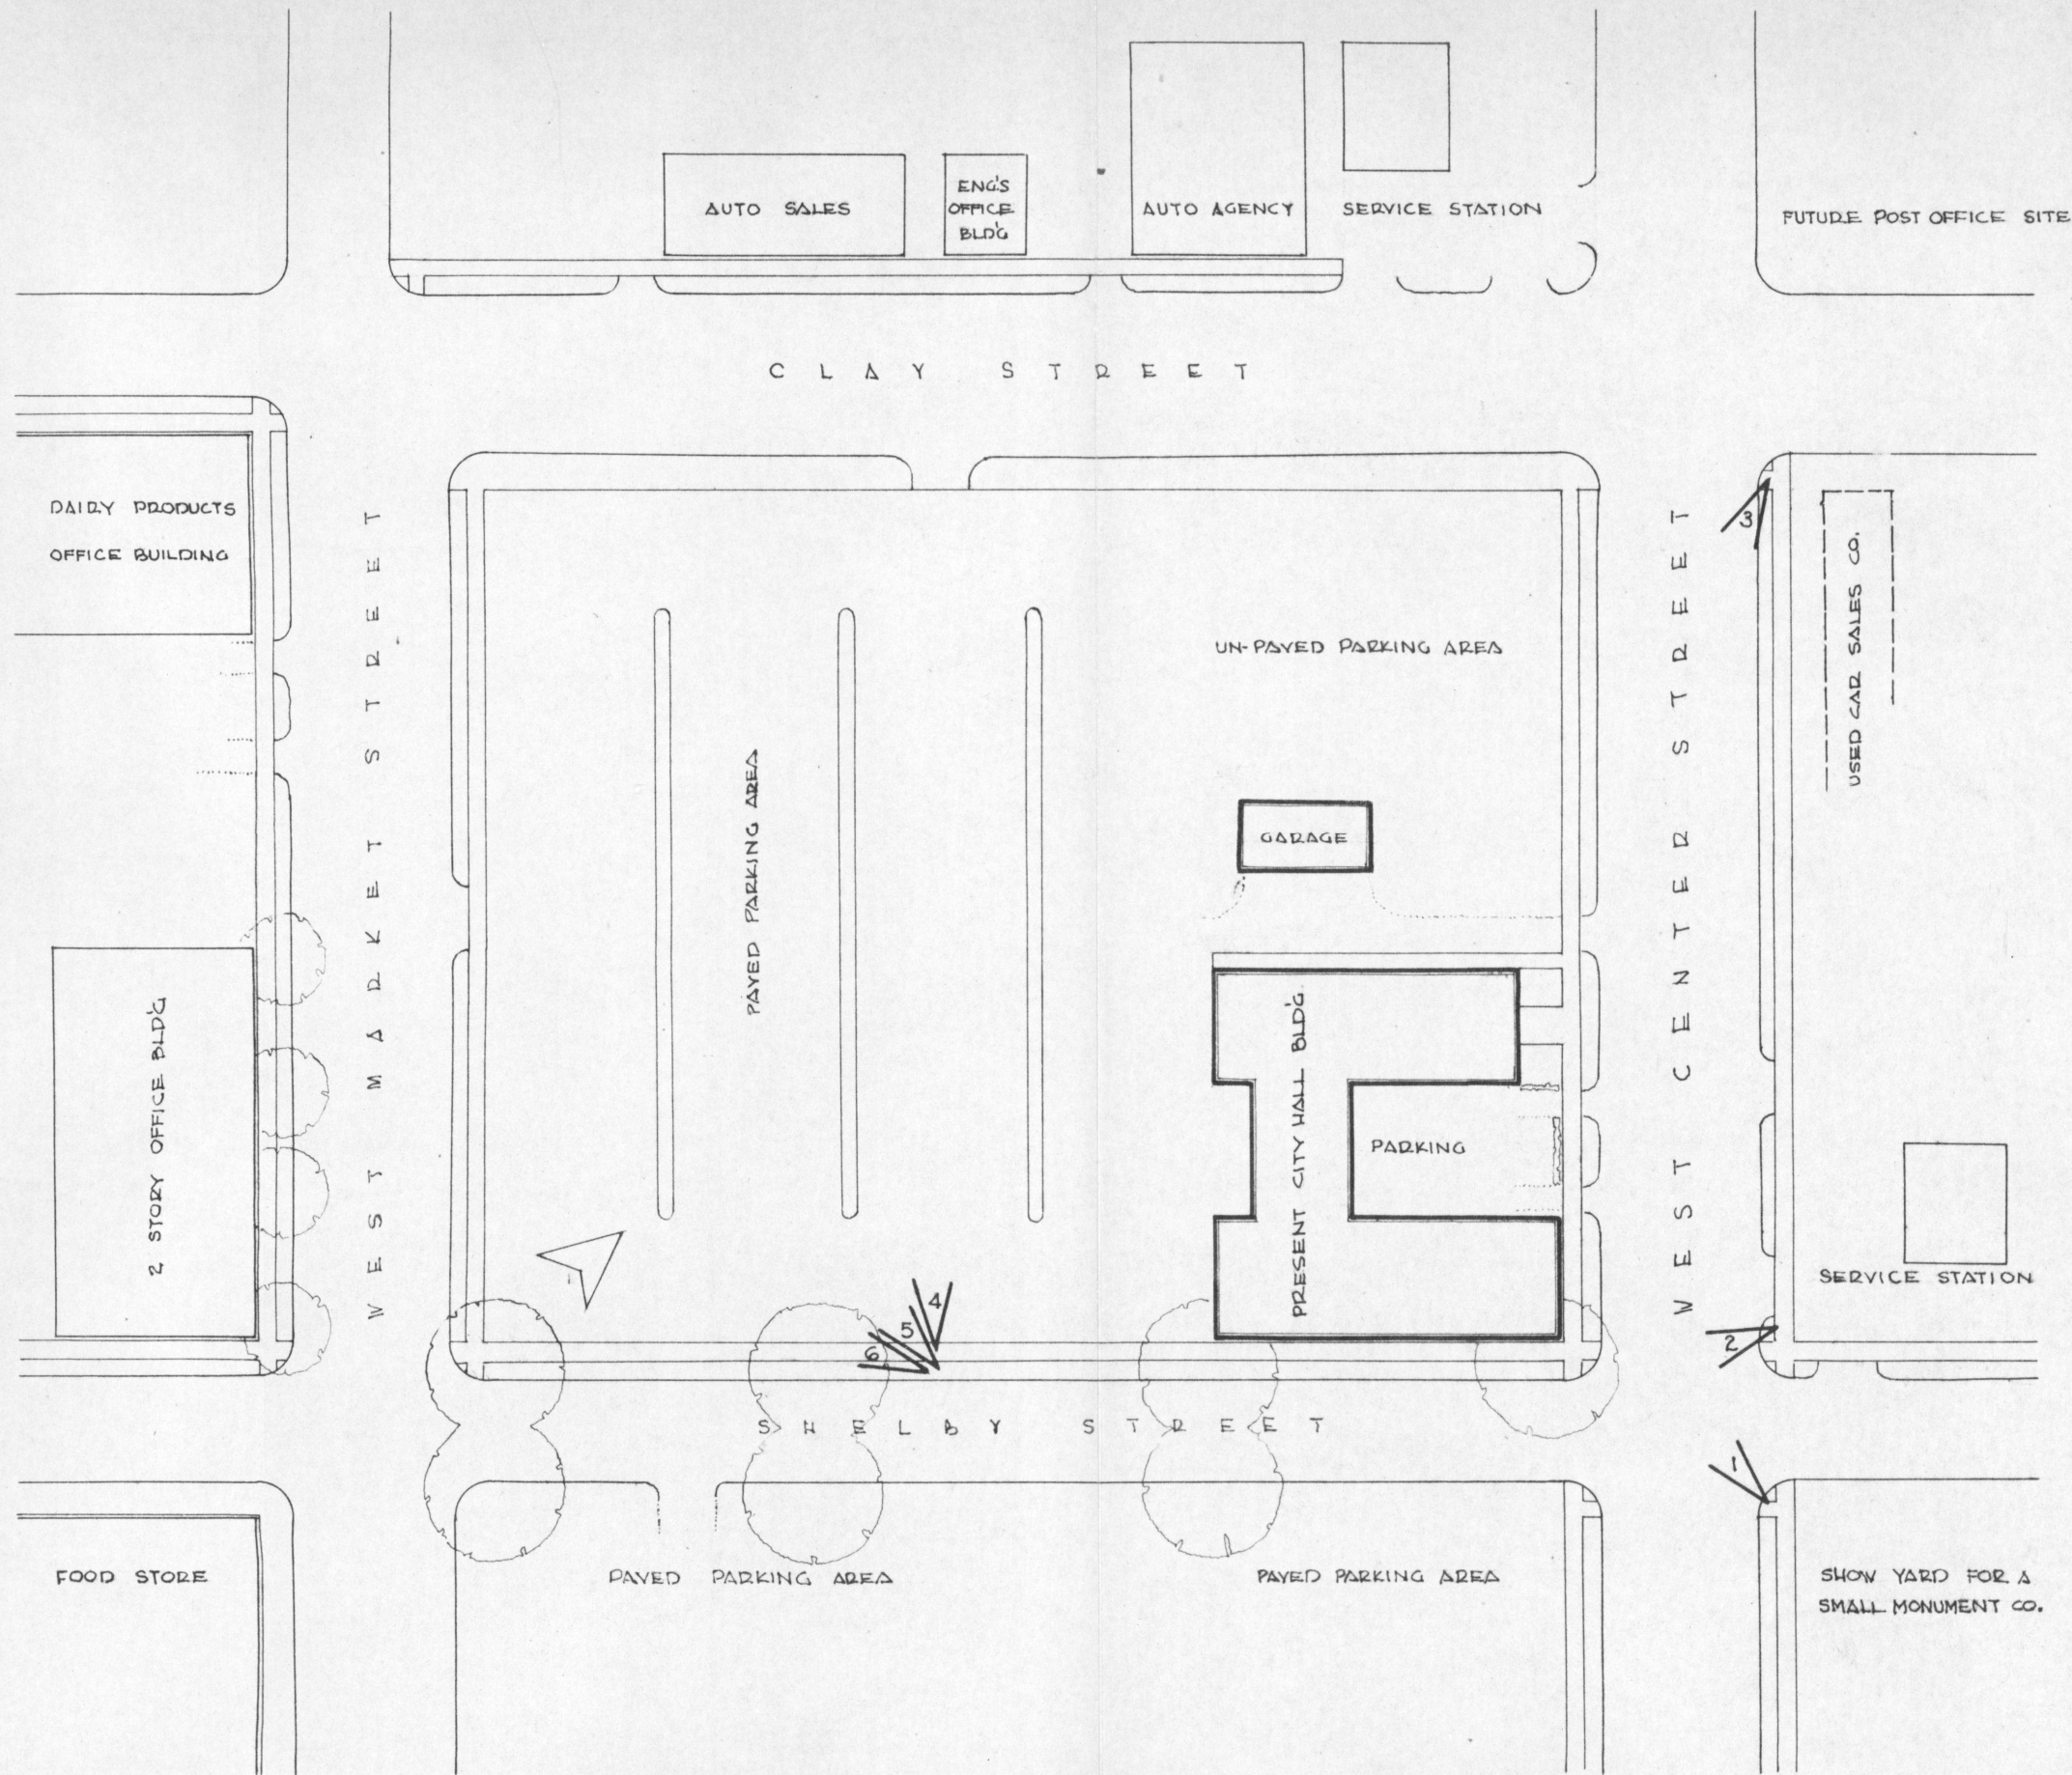 ENG'S
OFFICE
BLD'G
AUTO SALES
AUTO AGENCY
SERVICE STATION
FUTURE POST OFFICE SITE
CLAY STREET
DAIRY PRODUCTS
OFFICE BUILDING
WEST MARKET STREET
PAVED PARKING AREA
UN-PAVED PARKING AREA
GARAGE
WEST CENTER STREET
3
USED CAR SALES CO.
2 STORY OFFICE BLD'G
PRESENT CITY HALL BLD'G.
PARKING
SERVICE STATION
4
5
6
2
SHELBY STREET
1
FOOD STORE
PAVED PARKING AREA
PAVED PARKING AREA
SHOW YARD FOR A
SMALL MONUMENT CO.